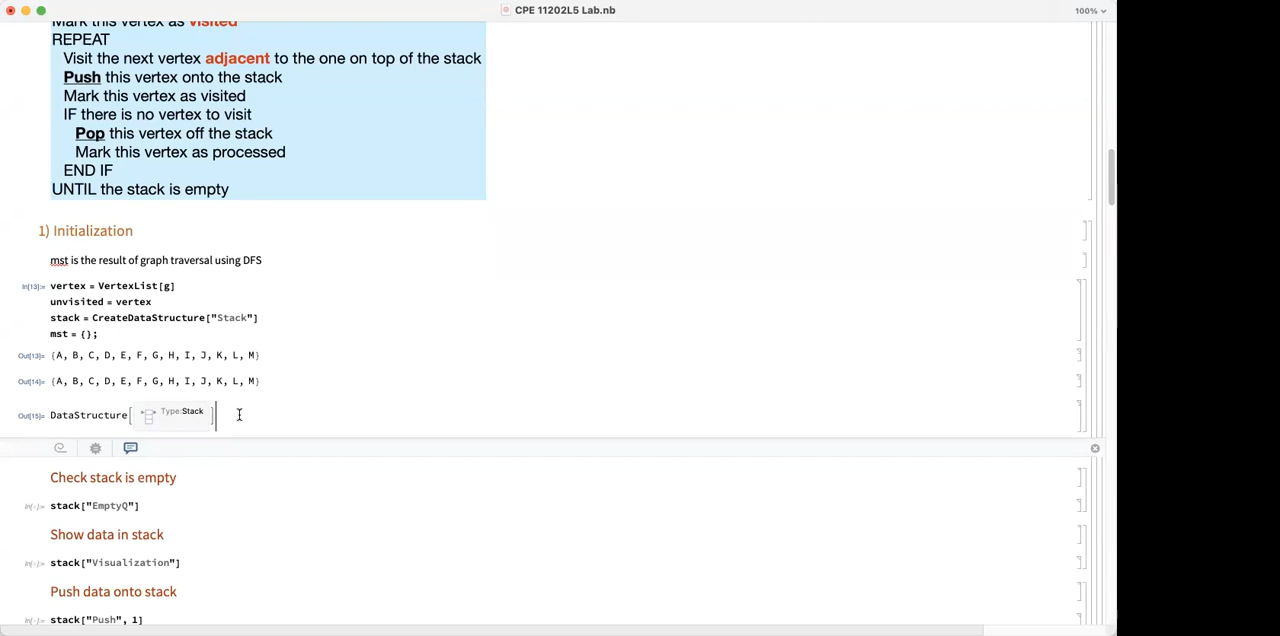 CPE 11202L5 Lab.nb
100%
Mark this vertex as visited
REPEAT
Visit the next vertex adjacent to the one on top of the stack
Push this vertex onto the stack
Mark this vertex as visited
IF there is no vertex to visit
Pop this vertex off the stack
Mark this vertex as processed
END IF
UNTIL the stack is empty
1) Initialization
mst is the result of graph traversal using DFS
In[13]:= vertex = VertexList[g]
unvisited = vertex
stack = CreateDataStructure["Stack"]
mst = {};
Out[13]= {A, B, C, D, E, F, G, H, I, J, K, L, M}
Out[14]= {A, B, C, D, E, F, G, H, I, J, K, L, M}
Out[15]= DataStructure[ Type:Stack ]
Check stack is empty
In[•]:= stack["EmptyQ"]
Show data in stack
In[•]:= stack["Visualization"]
Push data onto stack
In[•]:= stack["Push", 1]